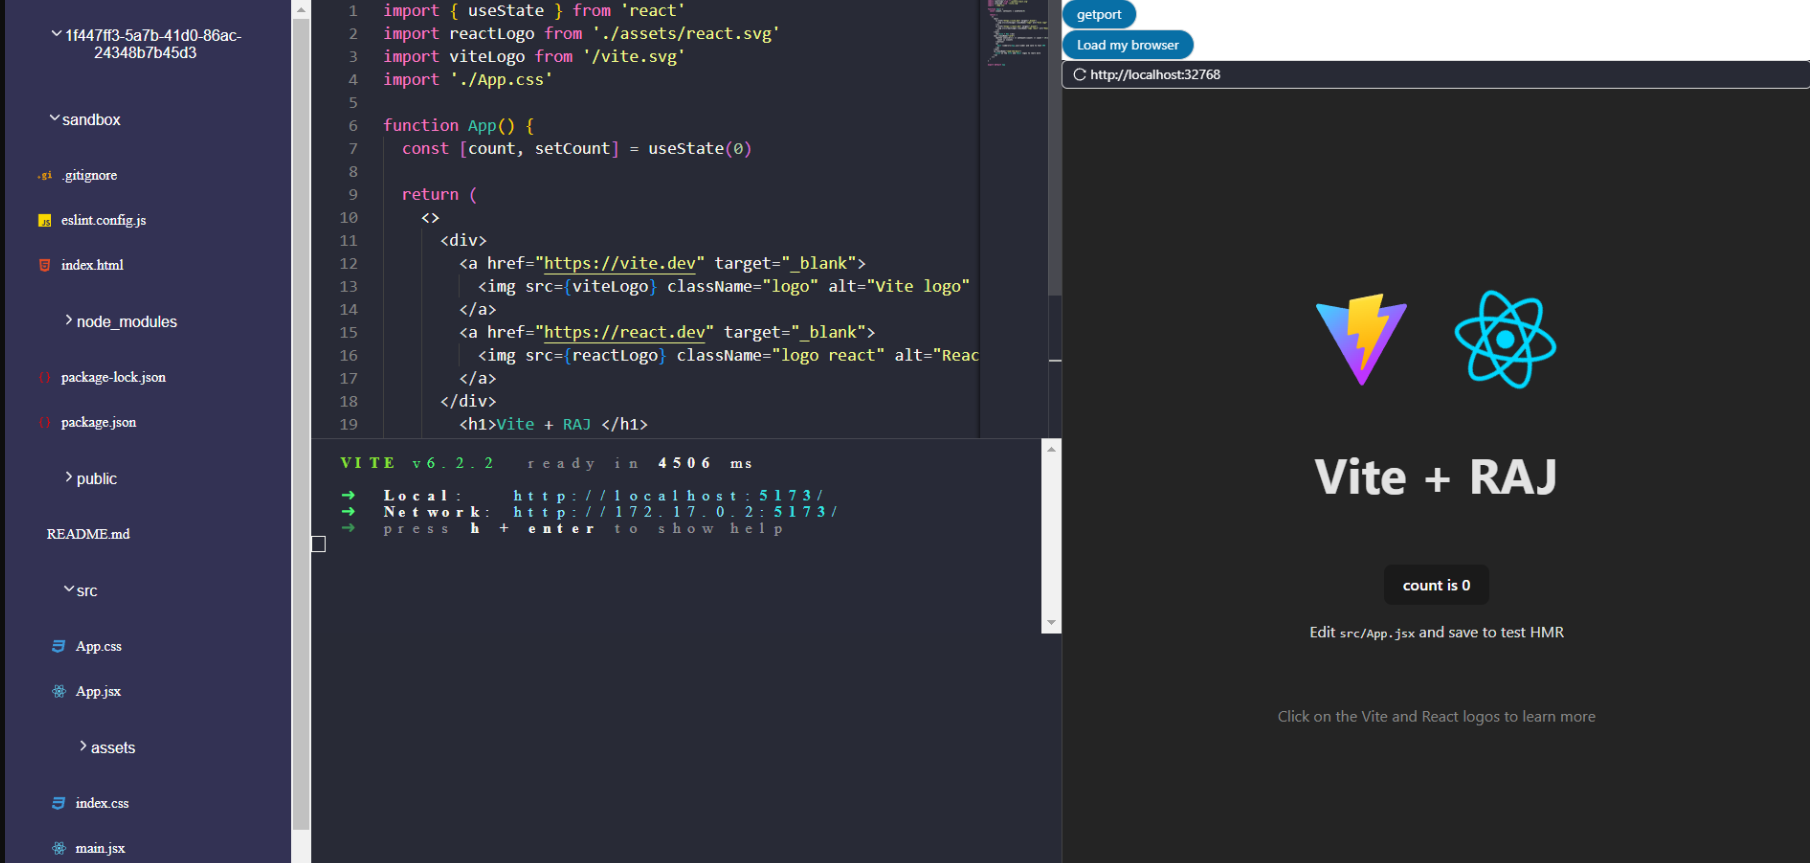 1f447ff3-5a7b-41d0-86ac-
24348b7b45d3
sandbox
.gi .gitignore
JS eslint.config.js
index.html
node_modules
{} package-lock.json
{} package.json
public
README.md
src
App.css
App.jsx
assets
index.css
main.jsx
1 import { useState } from 'react'
2 import reactLogo from './assets/react.svg'
3 import viteLogo from '/vite.svg'
4 import './App.css'
5
6 function App() {
7 const [count, setCount] = useState(0)
8
9 return (
10 <>
11 <div>
12 <a href="https://vite.dev" target="_blank">
13 <img src={viteLogo} className="logo" alt="Vite logo"
14 </a>
15 <a href="https://react.dev" target="_blank">
16 <img src={reactLogo} className="logo react" alt="Reac
17 </a>
18 </div>
19 <h1>Vite + RAJ </h1>
VITE v6.2.2 ready in 4506 ms
➜ Local: http://localhost:5173/
➜ Network: http://172.17.0.2:5173/
➜ press h + enter to show help
getport
Load my browser
http://localhost:32768
Vite + RAJ
count is 0
Edit src/App.jsx and save to test HMR
Click on the Vite and React logos to learn more